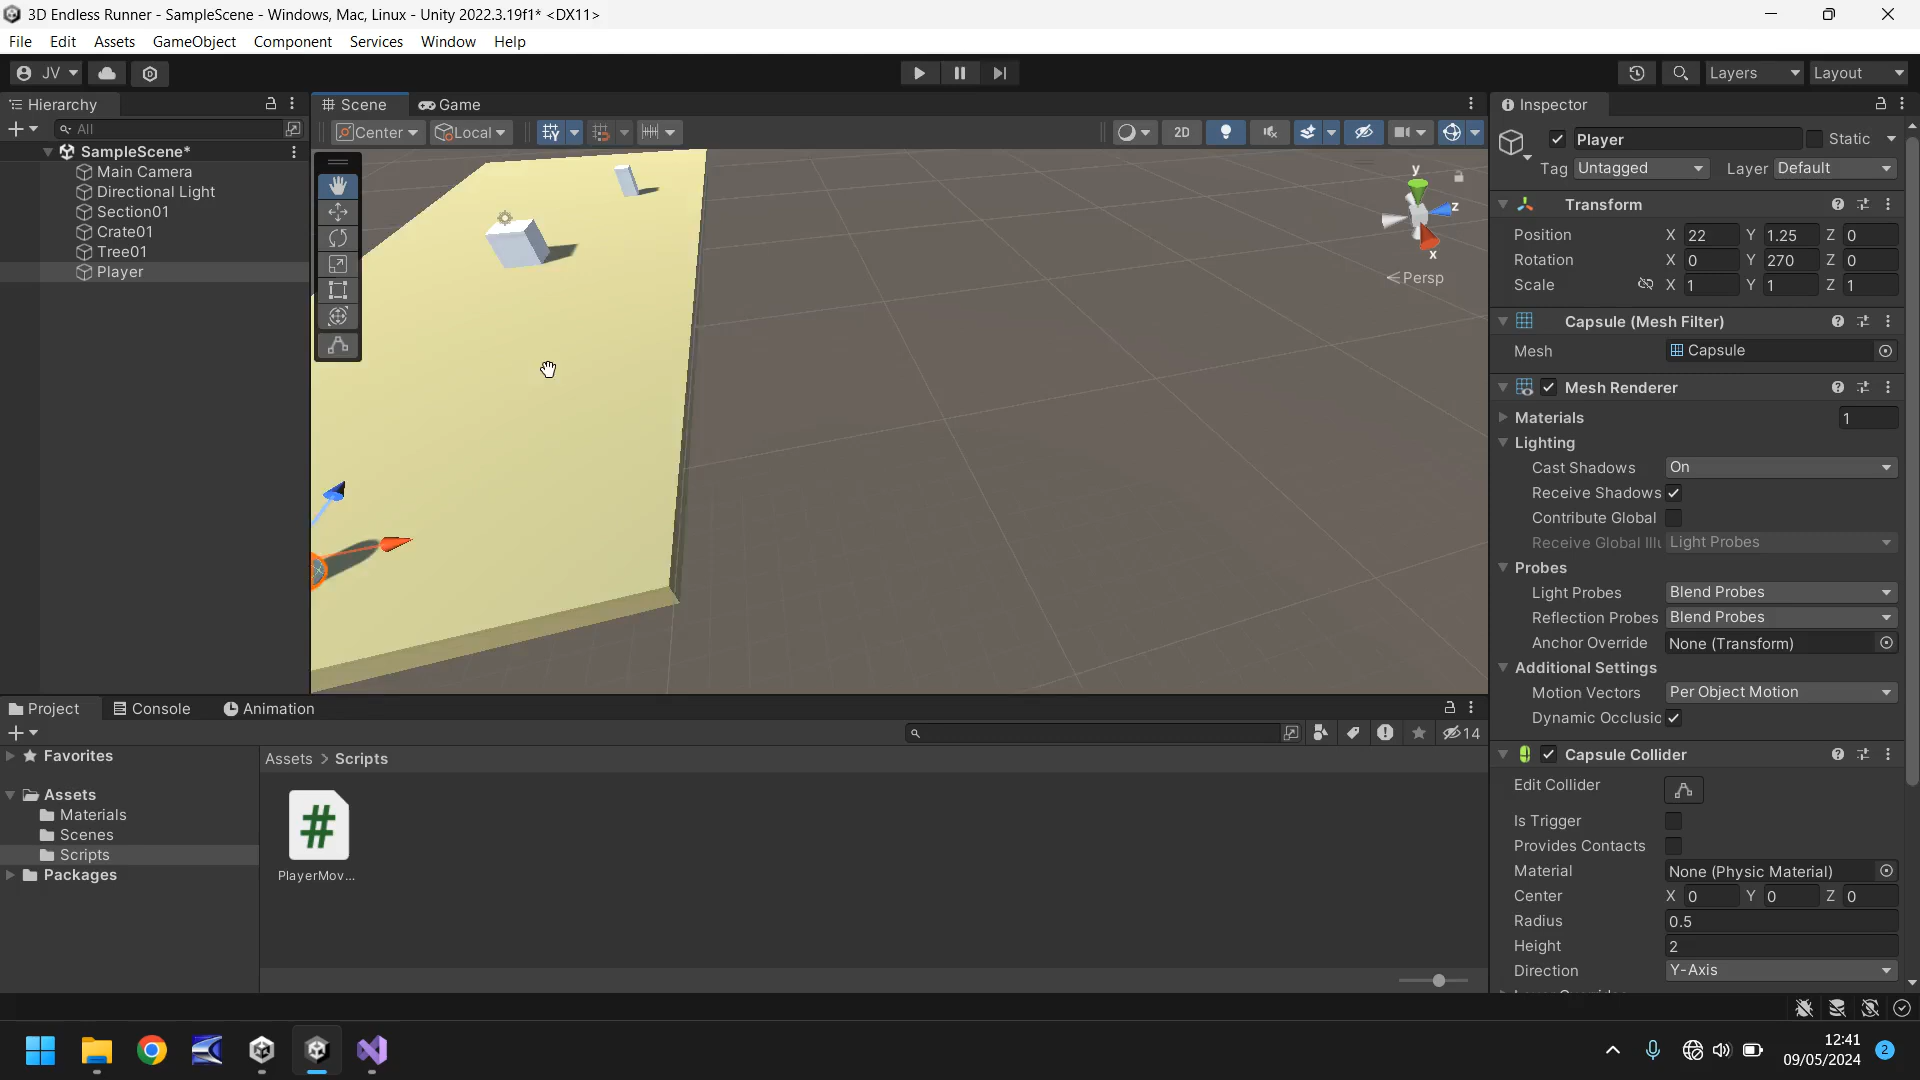 3D Endless Runner - SampleScene - Windows, Mac, Linux - Unity 2022.3.19f1* <DX11>
File Edit Assets GameObject Component Services Window Help
JV Layers Layout
Hierarchy
All
SampleScene*
Main Camera
Directional Light
Section01
Crate01
Tree01
Player
Scene Game
Center Local 2D
y
z
x
Persp
Inspector
Player Static
Tag Untagged Layer Default
Transform
Position X 22 Y 1.25 Z 0
Rotation X 0 Y 270 Z 0
Scale X 1 Y 1 Z 1
Capsule (Mesh Filter)
Mesh Capsule
Mesh Renderer
Materials 1
Lighting
Cast Shadows On
Receive Shadows
Contribute Global
Receive Global Illu Light Probes
Probes
Light Probes Blend Probes
Reflection Probes Blend Probes
Anchor Override None (Transform)
Additional Settings
Motion Vectors Per Object Motion
Dynamic Occlusic
Capsule Collider
Edit Collider
Is Trigger
Provides Contacts
Material None (Physic Material)
Center X 0 Y 0 Z 0
Radius 0.5
Height 2
Direction Y-Axis
Project Console Animation
14
Favorites
Assets
Materials
Scenes
Scripts
Packages
Assets > Scripts
#
PlayerMov...
12:41
09/05/2024
2